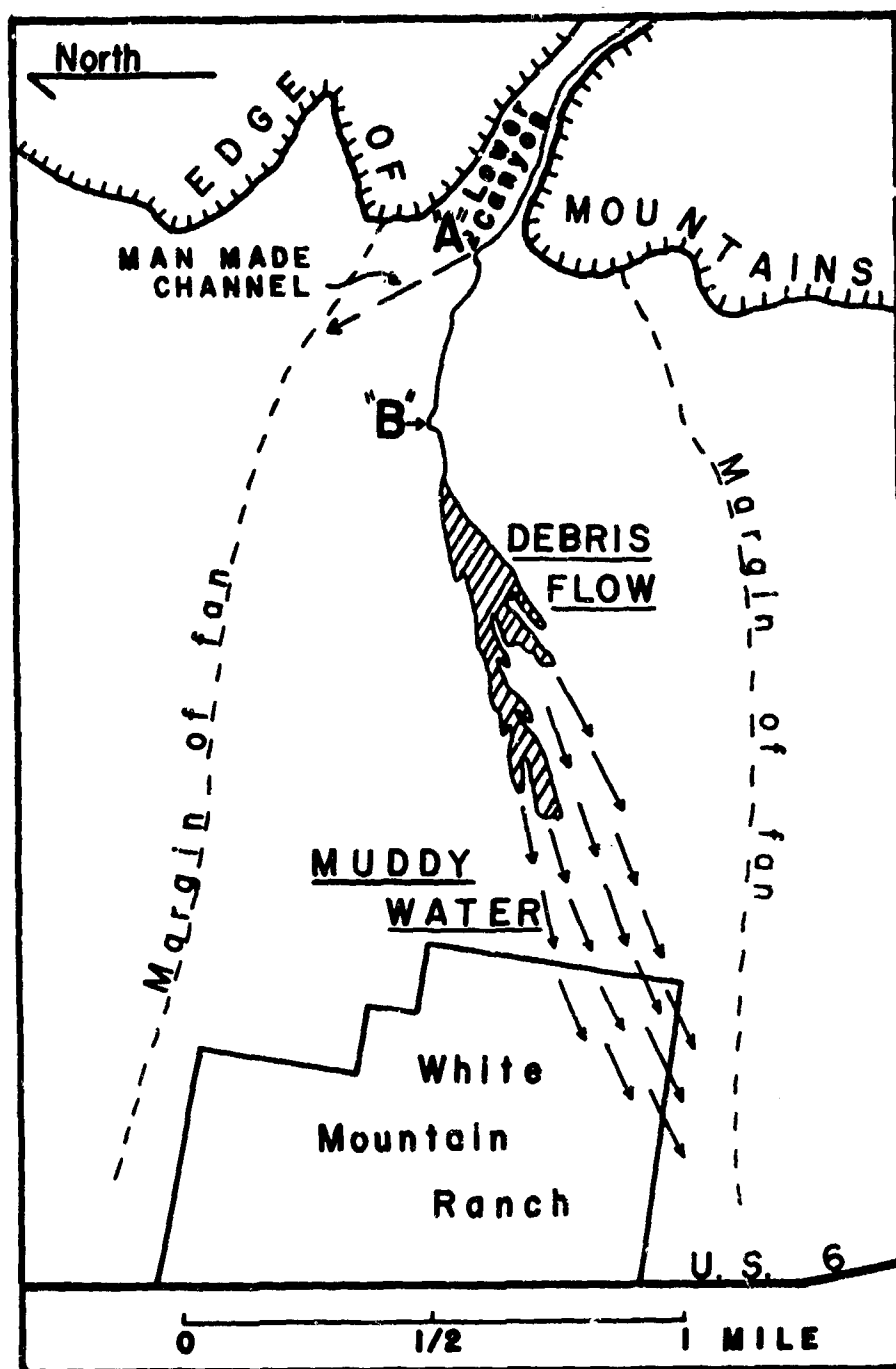 North
EDGE OF
MOUNTAINS
Lower
Canyon
"A"
MAN MADE
CHANNEL
"B"
DEBRIS
FLOW
Margin of fan
Margin of fan
MUDDY
WATER
White
Mountain
Ranch
U.S. 6
0 1/2 1 MILE